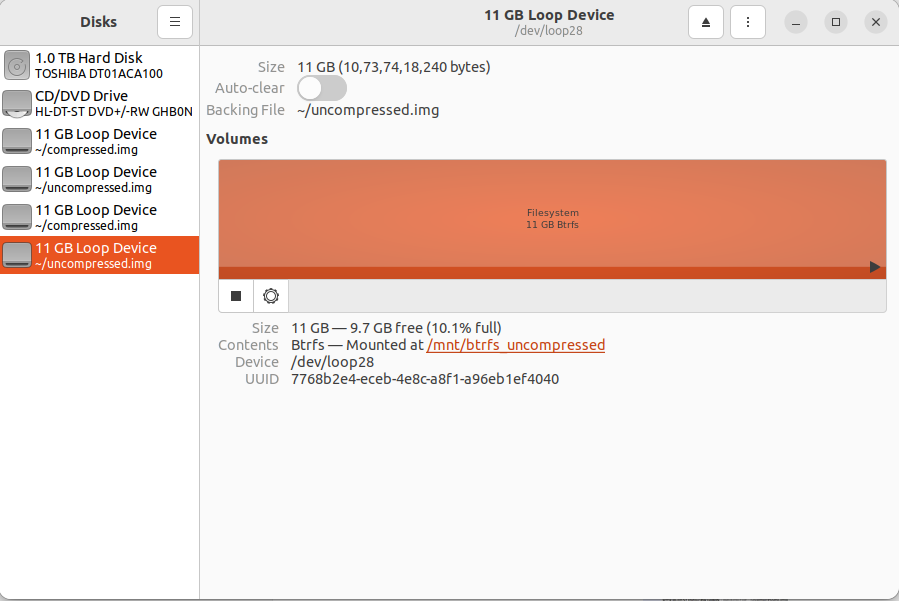 Disks
11 GB Loop Device
/dev/loop28
1.0 TB Hard Disk
TOSHIBA DT01ACA100
CD/DVD Drive
HL-DT-ST DVD+/-RW GHB0N
11 GB Loop Device
~/compressed.img
11 GB Loop Device
~/uncompressed.img
11 GB Loop Device
~/compressed.img
11 GB Loop Device
~/uncompressed.img
Size 11 GB (10,73,74,18,240 bytes)
Auto-clear
Backing File ~/uncompressed.img
Volumes
Filesystem
11 GB Btrfs
Size 11 GB — 9.7 GB free (10.1% full)
Contents Btrfs — Mounted at /mnt/btrfs_uncompressed
Device /dev/loop28
UUID 7768b2e4-eceb-4e8c-a8f1-a96eb1ef4040